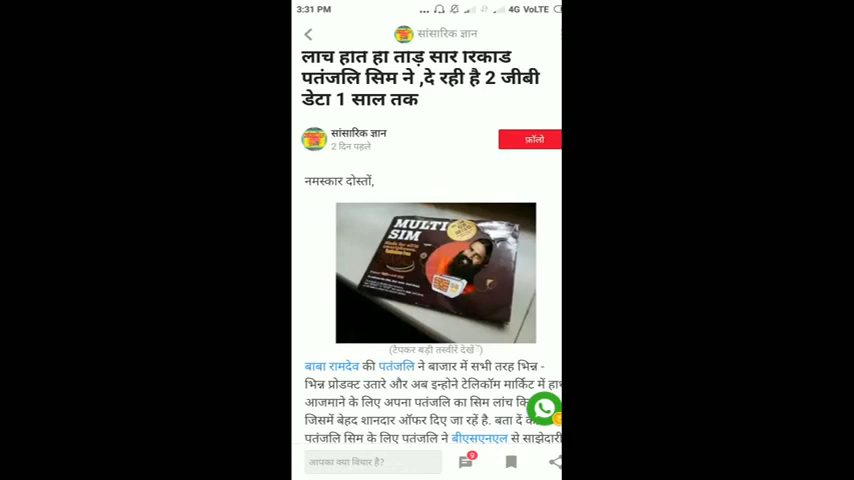 3:31 PM
4G VoLTE
सांसारिक ज्ञान
लांच होते ही तोड़े सारे रिकॉर्ड
पतंजलि सिम ने ,दे रही है 2 जीबी
डेटा 1 साल तक
सांसारिक ज्ञान
2 दिन पहले
फ़ॉलो
नमस्कार दोस्तों,
MULTI
SIM
(टैपकर बड़ी तस्वीरें देखें)
बाबा रामदेव की पतंजलि ने बाजार में सभी तरह भिन्न -
भिन्न प्रोडक्ट उतारे और अब इन्होने टेलिकॉम मार्किट में
आजमाने के लिए अपना पतंजलि का सिम लांच
जिसमें बेहद शानदार ऑफर दिए जा रहें है. बता दें
पतंजलि सिम के लिए पतंजलि ने बीएसएनएल से साझेदारी
आपका क्या विचार है?
9